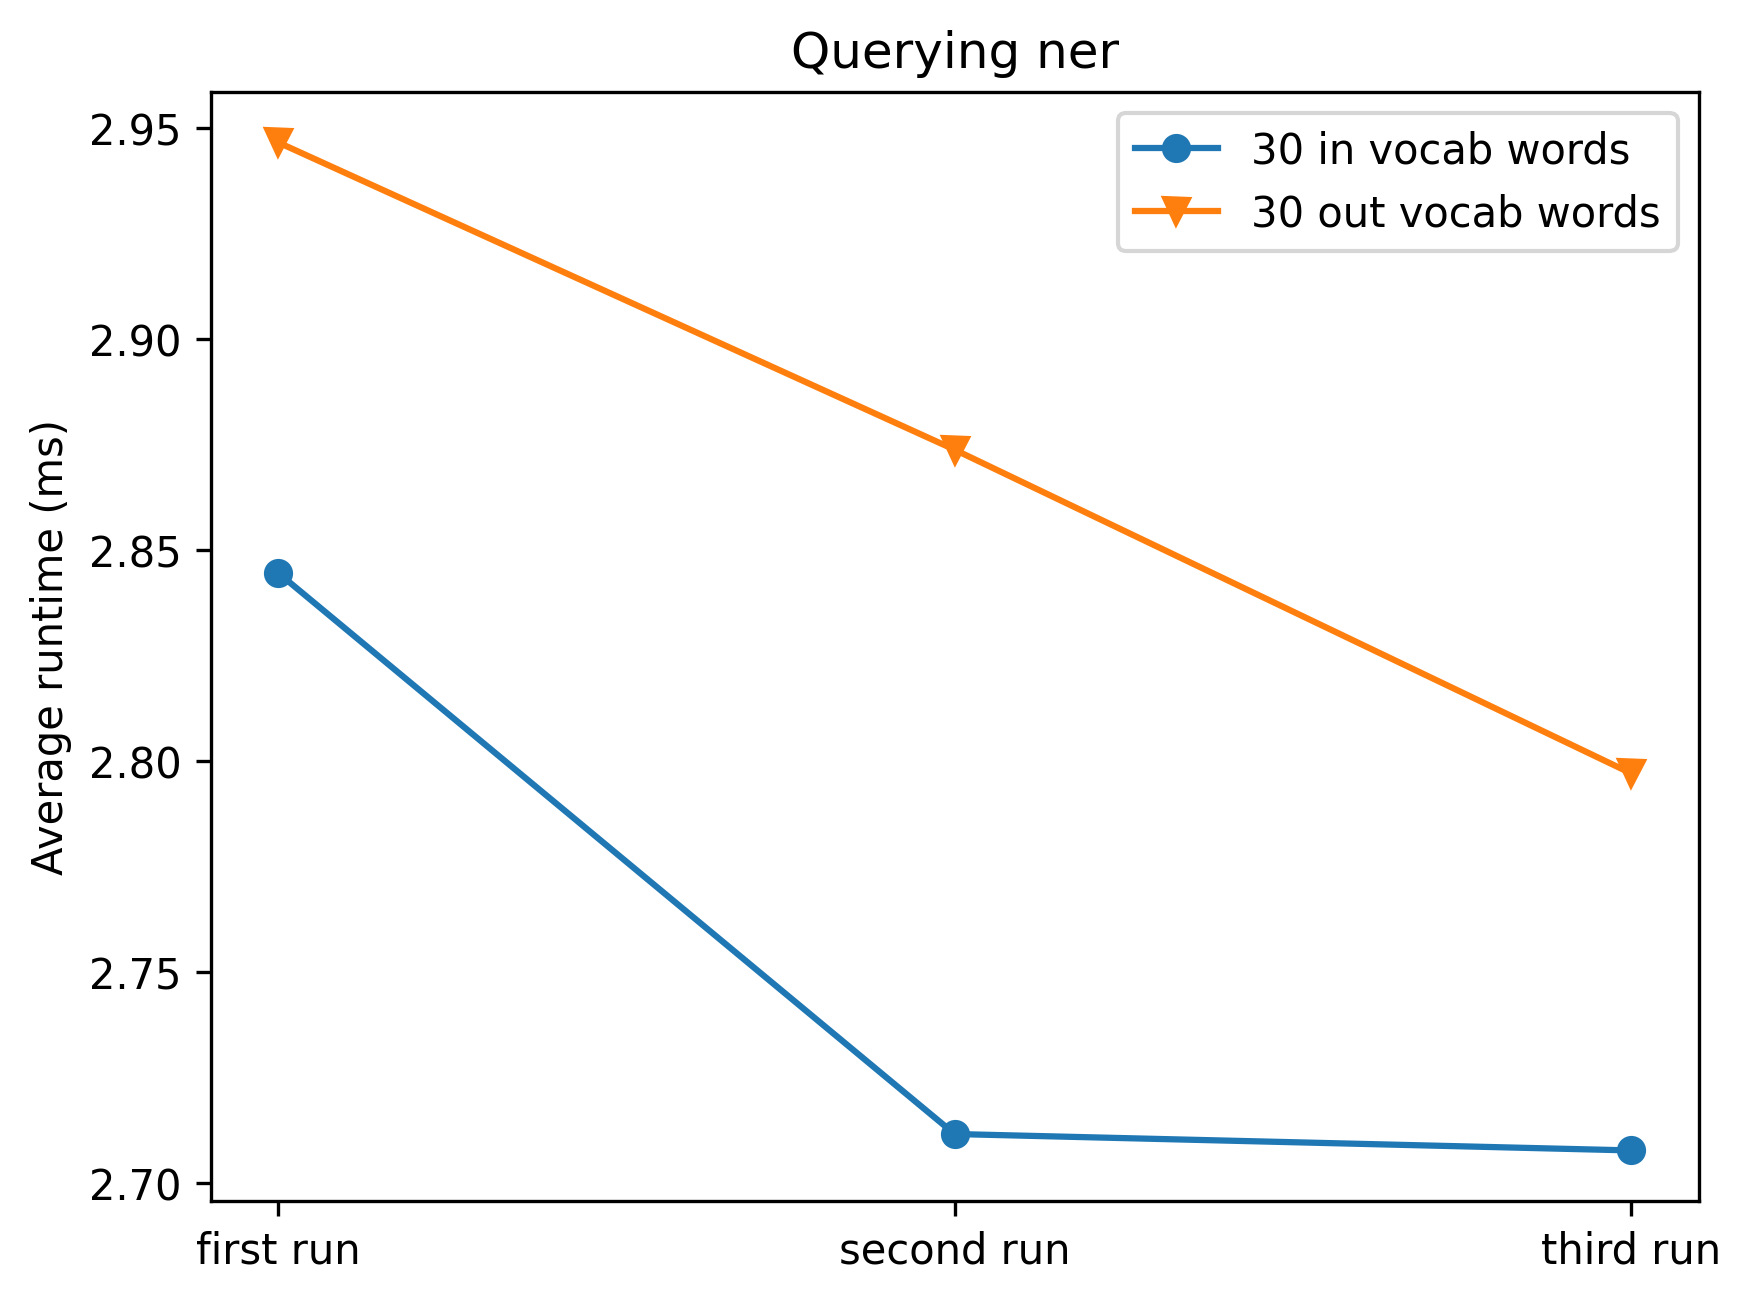 Querying ner
30 in vocab words
30 out vocab words
Average runtime (ms)
2.95
2.90
2.85
2.80
2.75
2.70
first run
second run
third run